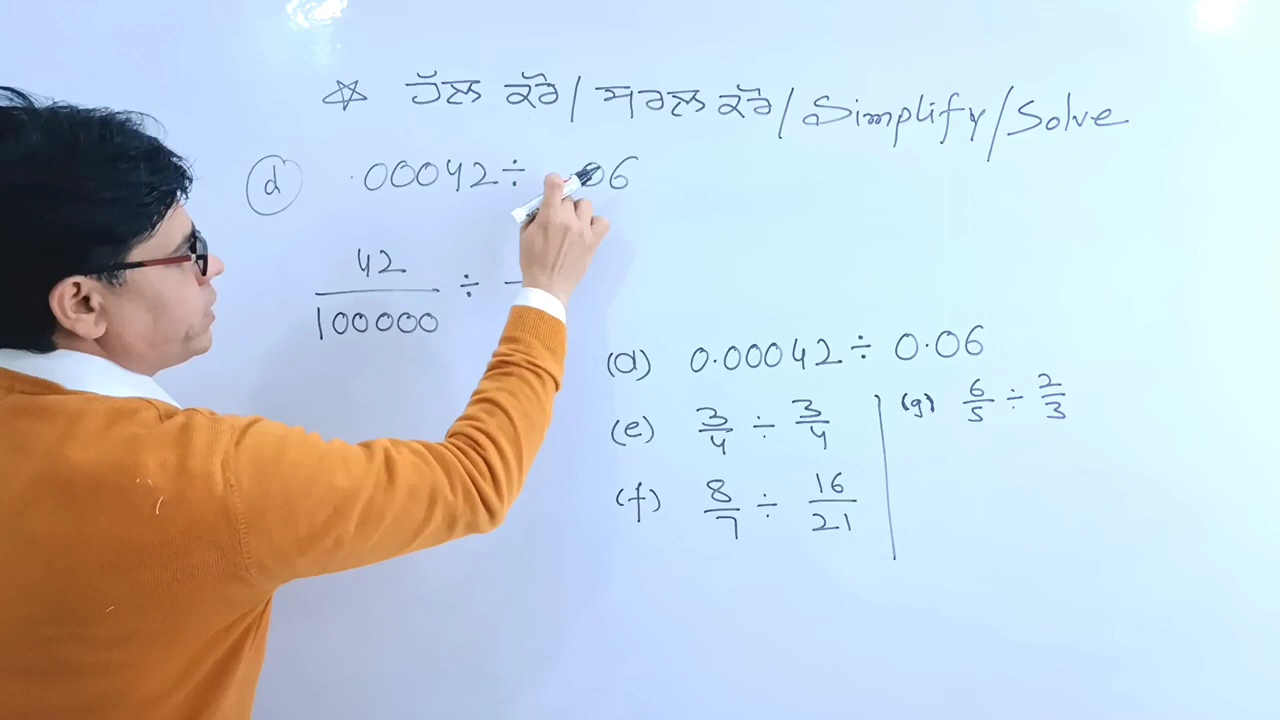 ☆ ਹੱਲ ਕਰੋ / ਸਰਲ ਕਰੋ / Simplify / Solve
(d) .00042 ÷ .06
42/100000 ÷
(d) 0.00042 ÷ 0.06
(e) 3/4 ÷ 3/4
(g) 6/5 ÷ 2/3
(f) 8/7 ÷ 16/21